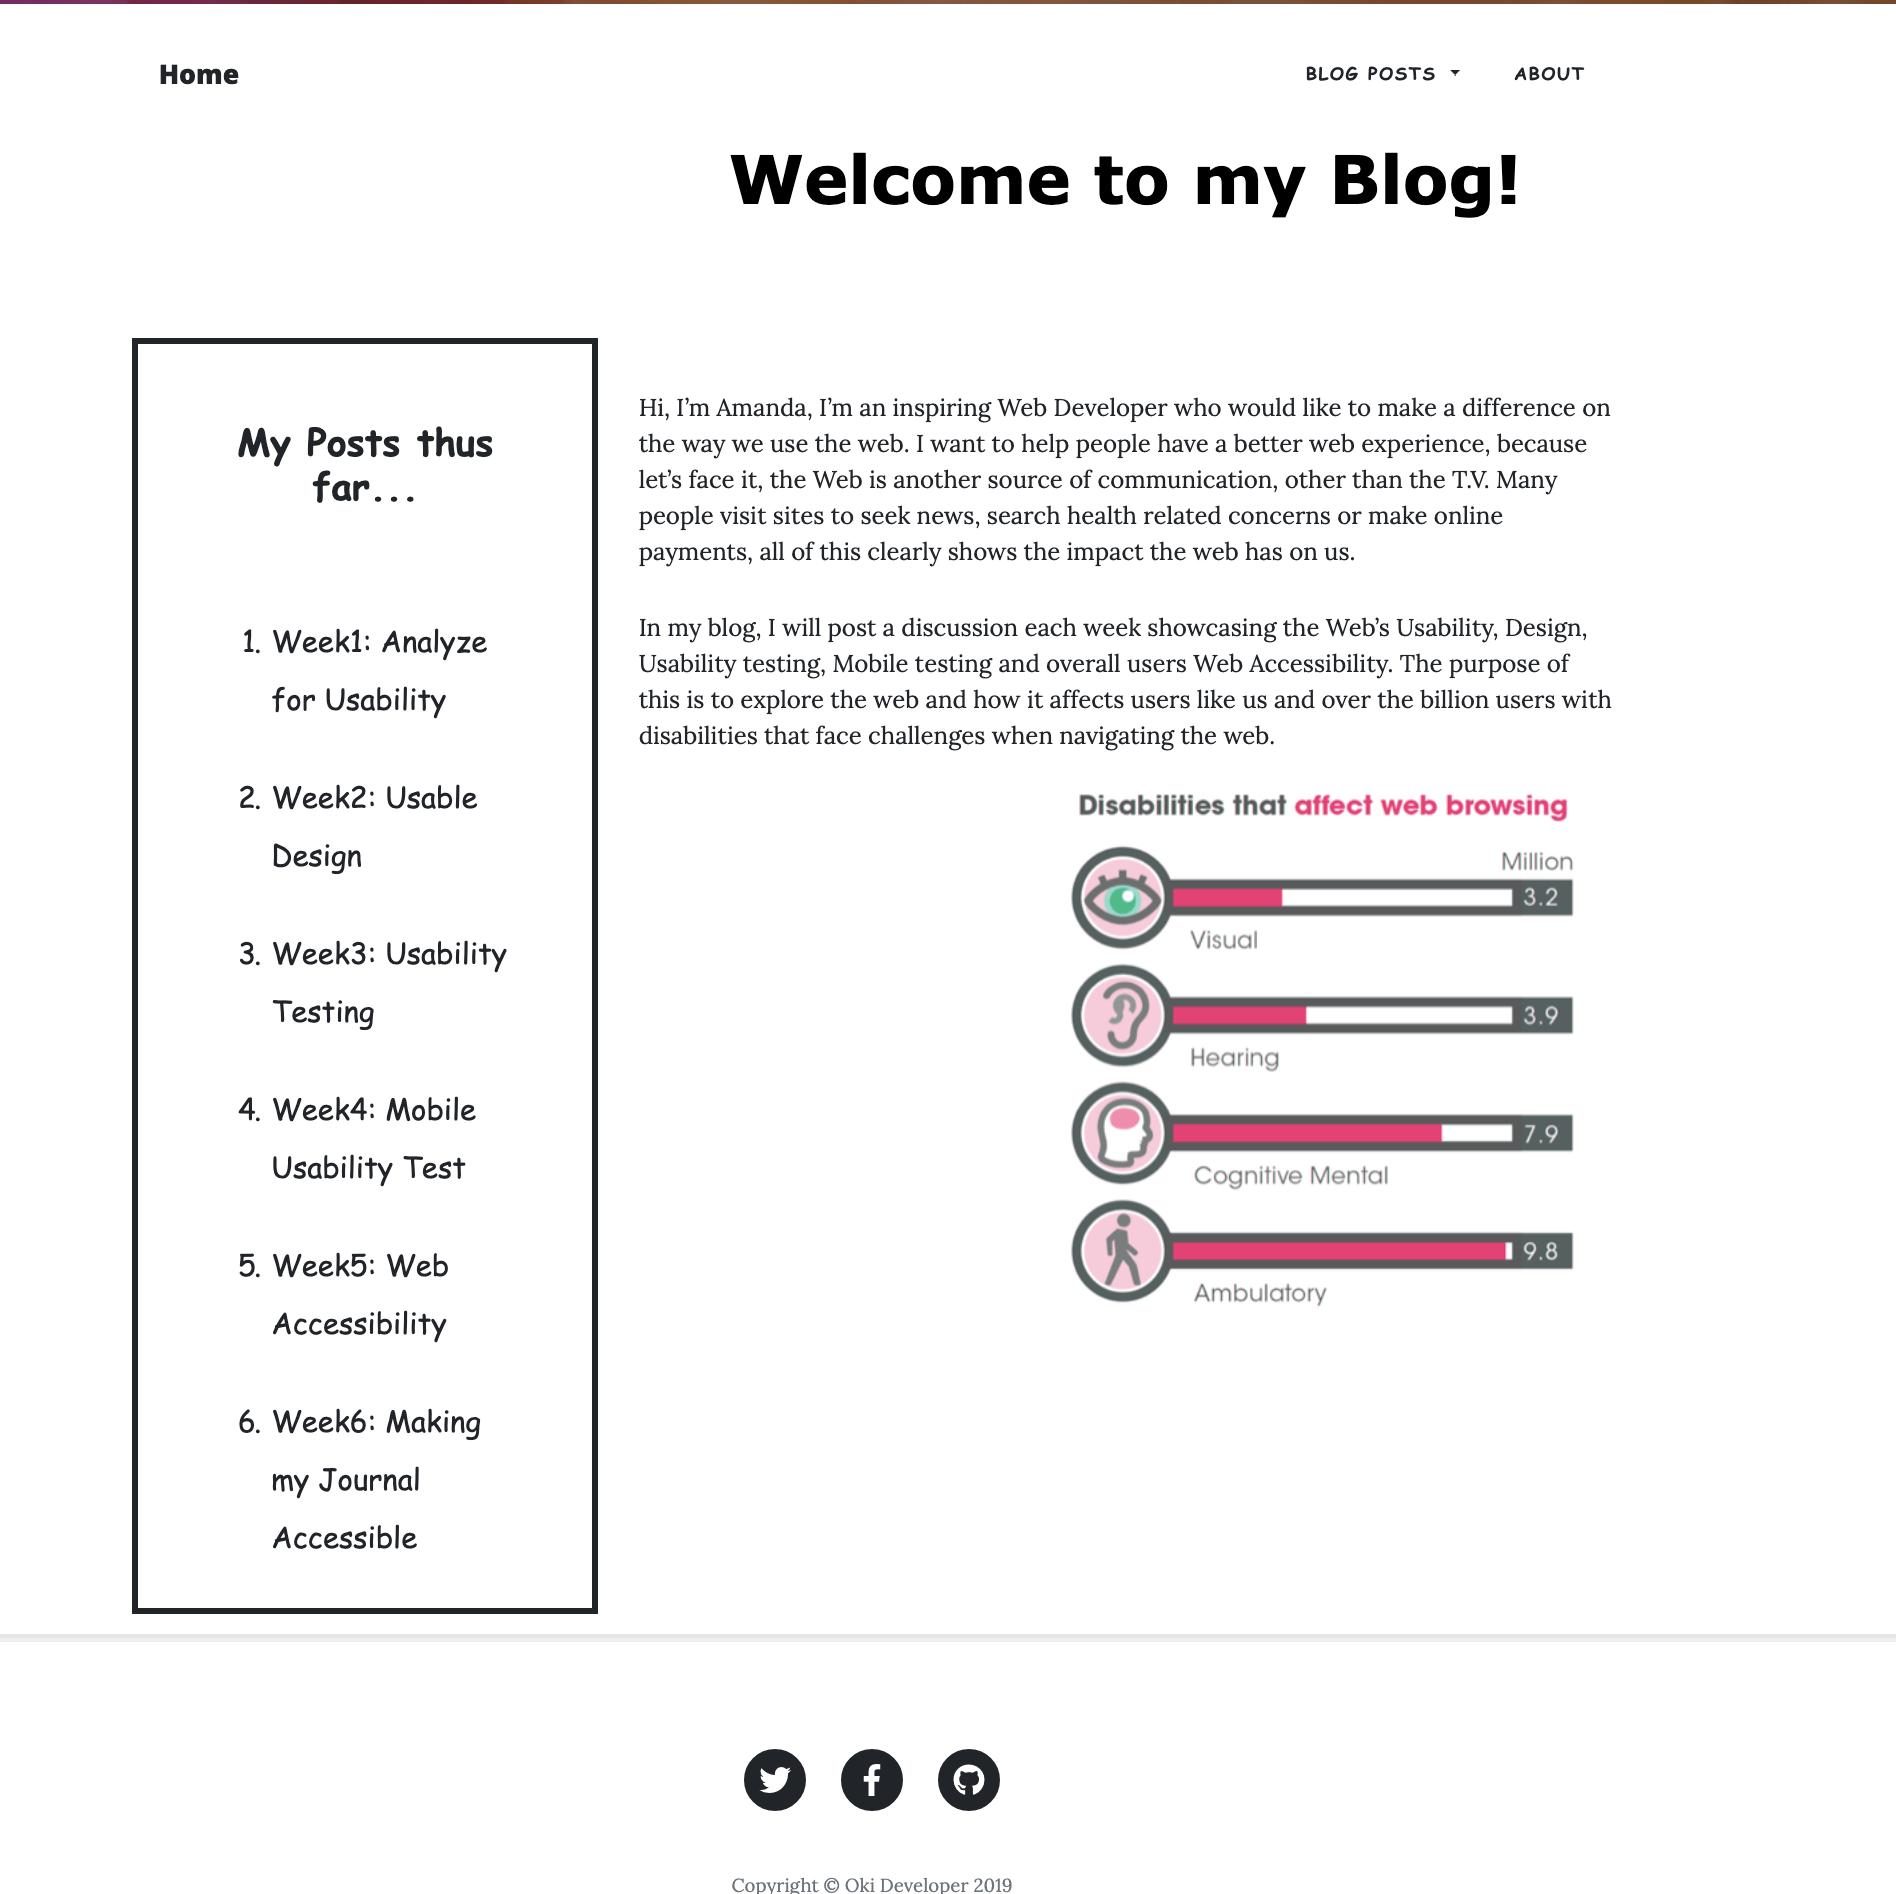 Home
BLOG POSTS
ABOUT
Welcome to my Blog!
My Posts thus
far...
1. Week1: Analyze
for Usability
2. Week2: Usable
Design
3. Week3: Usability
Testing
4. Week4: Mobile
Usability Test
5. Week5: Web
Accessibility
6. Week6: Making
my Journal
Accessible
Hi, I’m Amanda, I’m an inspiring Web Developer who would like to make a difference on
the way we use the web. I want to help people have a better web experience, because
let’s face it, the Web is another source of communication, other than the T.V. Many
people visit sites to seek news, search health related concerns or make online
payments, all of this clearly shows the impact the web has on us.
In my blog, I will post a discussion each week showcasing the Web’s Usability, Design,
Usability testing, Mobile testing and overall users Web Accessibility. The purpose of
this is to explore the web and how it affects users like us and over the billion users with
disabilities that face challenges when navigating the web.
Disabilities that affect web browsing
Million
3.2
Visual
3.9
Hearing
7.9
Cognitive Mental
9.8
Ambulatory
Copyright © Oki Developer 2019